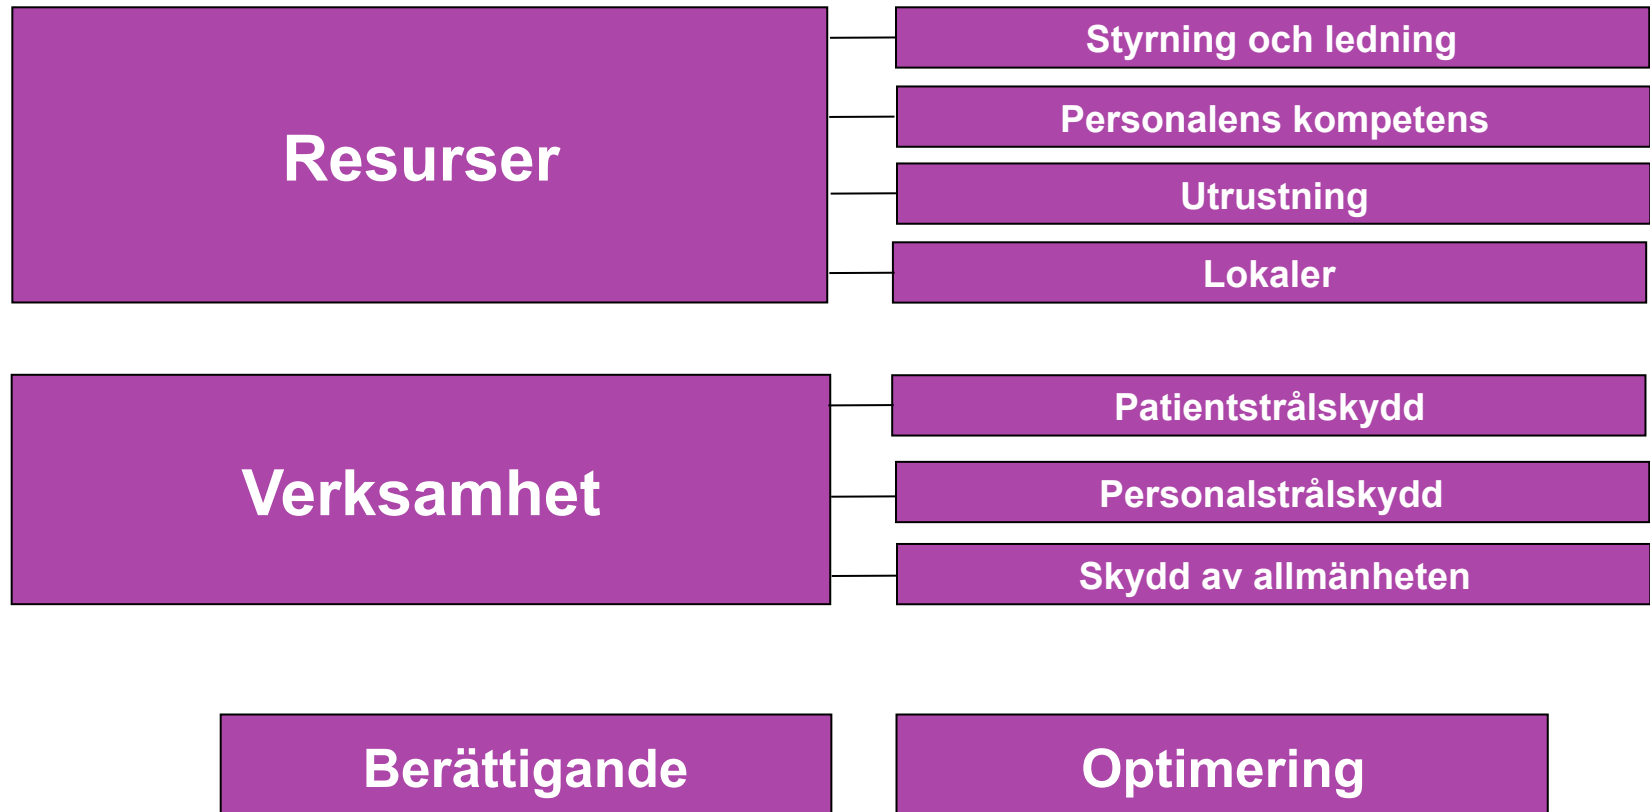 Resurser
Styrning och ledning
Personalens kompetens
Utrustning
Lokaler
Verksamhet
Patientstrålskydd
Personalstrålskydd
Skydd av allmänheten
Berättigande
Optimering